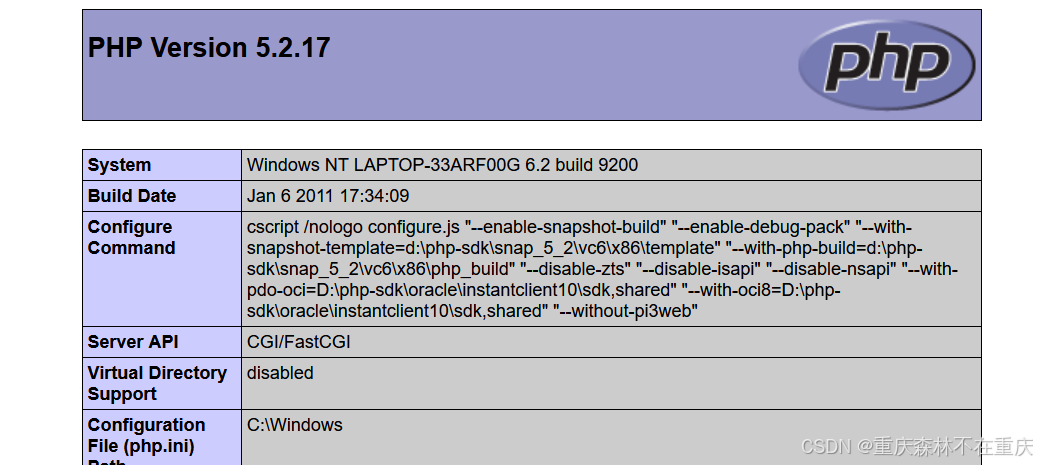 PHP Version 5.2.17
php
System
Windows NT LAPTOP-33ARF00G 6.2 build 9200
Build Date
Jan 6 2011 17:34:09
Configure
Command
cscript /nologo configure.js "--enable-snapshot-build" "--enable-debug-pack" "--with-
snapshot-template=d:\php-sdk\snap_5_2\vc6\x86\template" "--with-php-build=d:\php-
sdk\snap_5_2\vc6\x86\php_build" "--disable-zts" "--disable-isapi" "--disable-nsapi" "--with-
pdo-oci=D:\php-sdk\oracle\instantclient10\sdk,shared" "--with-oci8=D:\php-
sdk\oracle\instantclient10\sdk,shared" "--without-pi3web"
Server API
CGI/FastCGI
Virtual Directory
Support
disabled
Configuration
File (php.ini)
Path
C:\Windows
CSDN @重庆森林不在重庆